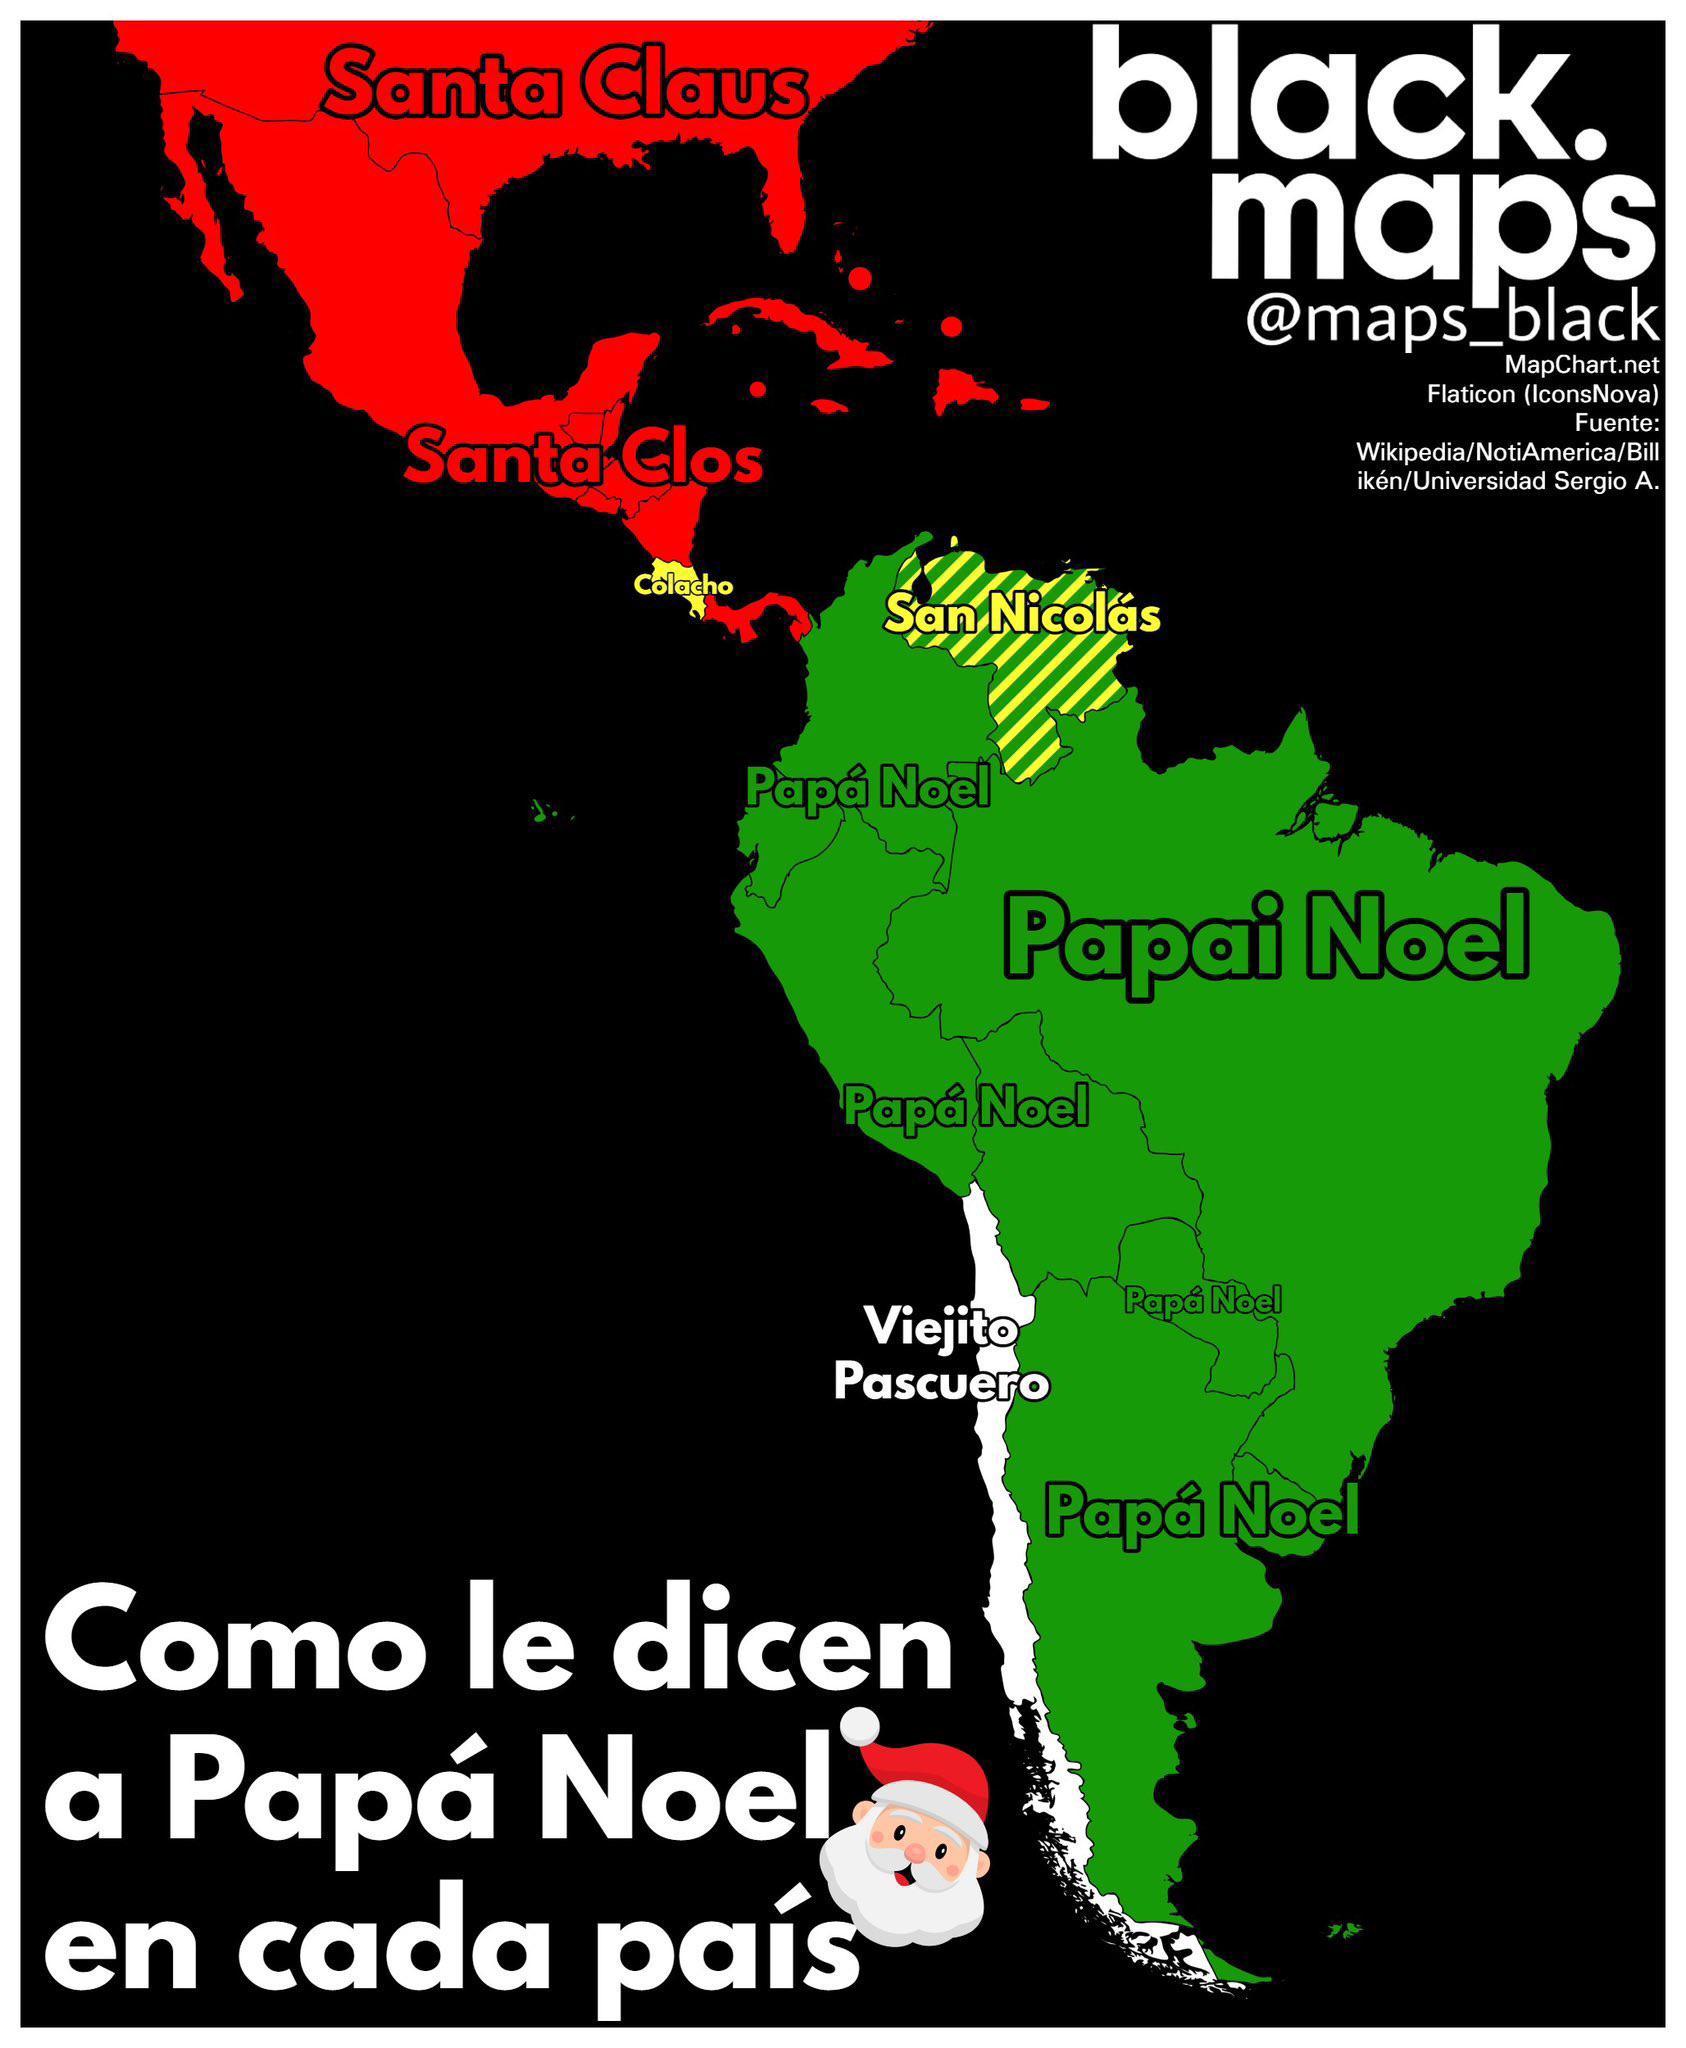 Santa Claus
black.
maps
@maps_black
MapChart.net
Flaticon (IconsNova)
Fuente:
Wikipedia/NotiAmerica/Bill
ikén/Universidad Sergio A.
Santa Clos
Colacho
San Nicolás
Papá Noel
Papai Noel
Papá Noel
Papá Noel
Viejito
Pascuero
Papá Noel
Como le dicen
a Papá Noel
en cada país